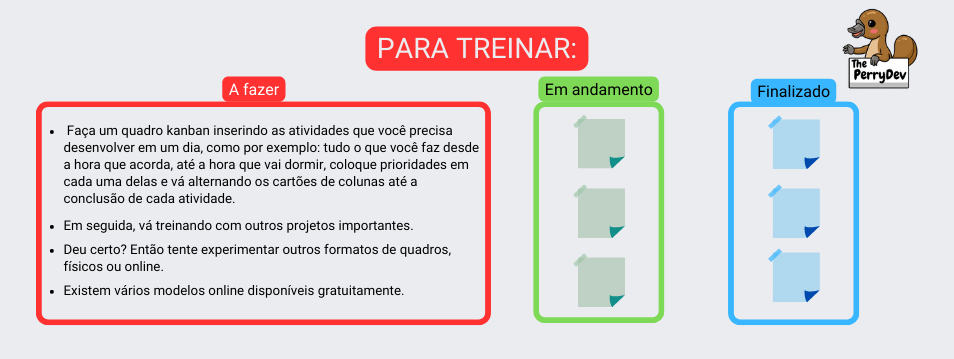 PARA TREINAR:
The
PerryDev
A fazer
Em andamento
Finalizado
• Faça um quadro kanban inserindo as atividades que você precisa
desenvolver em um dia, como por exemplo: tudo o que você faz desde
a hora que acorda, até a hora que vai dormir, coloque prioridades em
cada uma delas e vá alternando os cartões de colunas até a
conclusão de cada atividade.
• Em seguida, vá treinando com outros projetos importantes.
• Deu certo? Então tente experimentar outros formatos de quadros,
físicos ou online.
• Existem vários modelos online disponíveis gratuitamente.